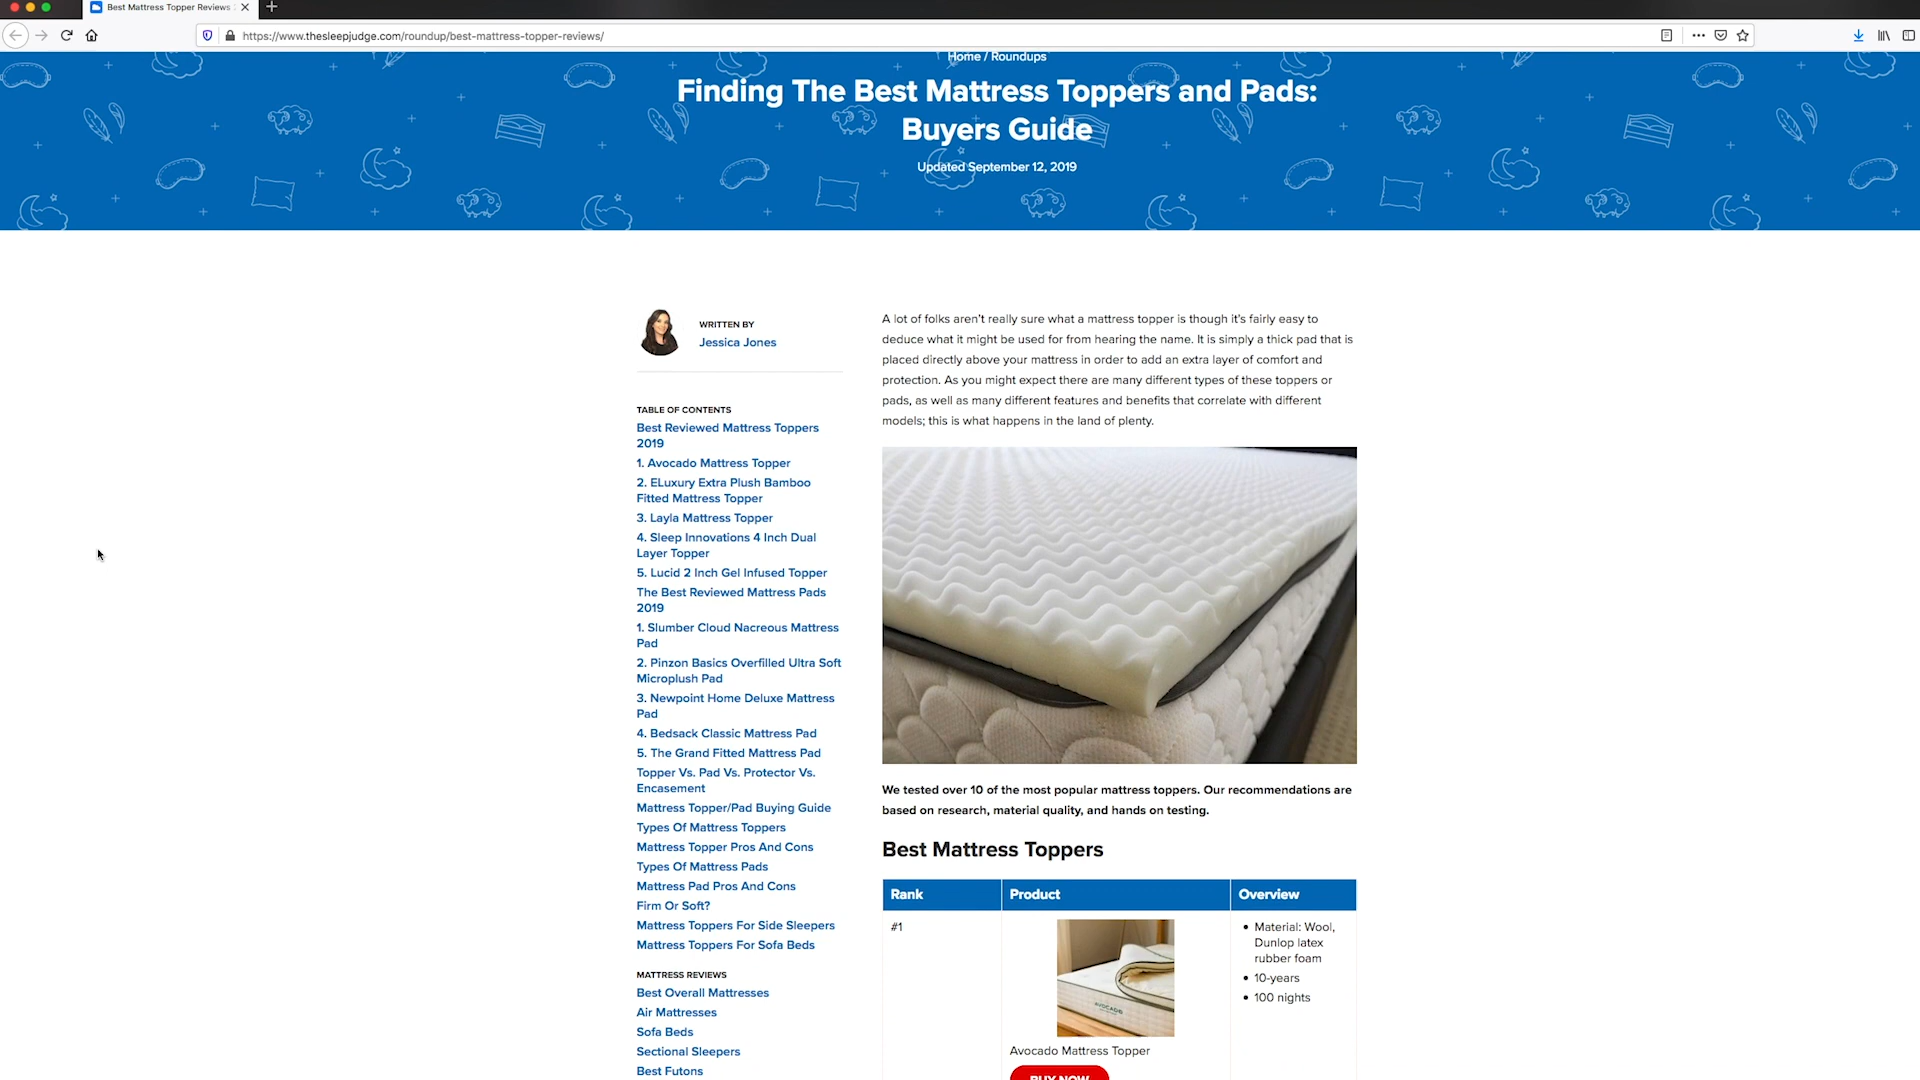 Best Mattress Topper Reviews
https://www.thesleepjudge.com/roundup/best-mattress-topper-reviews/
Home / Roundups
Finding The Best Mattress Toppers and Pads:
Buyers Guide
Updated September 12, 2019
WRITTEN BY
Jessica Jones
TABLE OF CONTENTS
Best Reviewed Mattress Toppers
2019
1. Avocado Mattress Topper
2. ELuxury Extra Plush Bamboo
Fitted Mattress Topper
3. Layla Mattress Topper
4. Sleep Innovations 4 Inch Dual
Layer Topper
5. Lucid 2 Inch Gel Infused Topper
The Best Reviewed Mattress Pads
2019
1. Slumber Cloud Nacreous Mattress
Pad
2. Pinzon Basics Overfilled Ultra Soft
Microplush Pad
3. Newpoint Home Deluxe Mattress
Pad
4. Bedsack Classic Mattress Pad
5. The Grand Fitted Mattress Pad
Topper Vs. Pad Vs. Protector Vs.
Encasement
Mattress Topper/Pad Buying Guide
Types Of Mattress Toppers
Mattress Topper Pros And Cons
Types Of Mattress Pads
Mattress Pad Pros And Cons
Firm Or Soft?
Mattress Toppers For Side Sleepers
Mattress Toppers For Sofa Beds
MATTRESS REVIEWS
Best Overall Mattresses
Air Mattresses
Sofa Beds
Sectional Sleepers
Best Futons
A lot of folks aren't really sure what a mattress topper is though it's fairly easy to
deduce what it might be used for from hearing the name. It is simply a thick pad that is
placed directly above your mattress in order to add an extra layer of comfort and
protection. As you might expect there are many different types of these toppers or
pads, as well as many different features and benefits that correlate with different
models; this is what happens in the land of plenty.
We tested over 10 of the most popular mattress toppers. Our recommendations are
based on research, material quality, and hands on testing.
Best Mattress Toppers
Rank Product Overview
#1
AVOCADO
Avocado Mattress Topper
BUY NOW
• Material: Wool,
Dunlop latex
rubber foam
• 10-years
• 100 nights